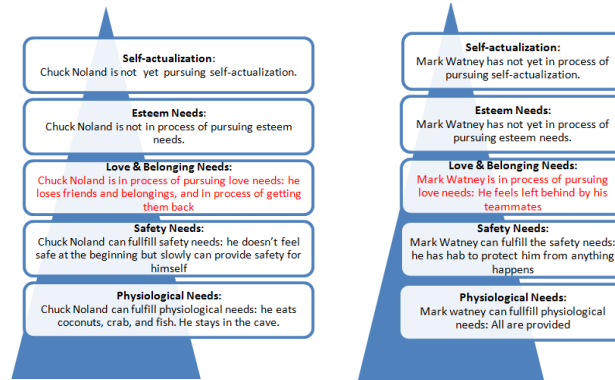 Self-actualization:
Chuck Noland is not yet pursuing self-actualization.
Esteem Needs:
Chuck Noland is not in process of pursuing esteem
needs.
Love & Belonging Needs:
Chuck Noland is in process of pursuing love needs: he
loses friends and belongings, and in process of getting
them back
Safety Needs:
Chuck Noland can fullfill safety needs: he doesn't feel
safe at the beginning but slowly can provide safety for
himself
Physiological Needs:
Chuck Noland can fulfill physiological needs: he eats
coconuts, crab, and fish. He stays in the cave.
Self-actualization:
Mark Watney has not yet in process of
pursuing self-actualization.
Esteem Needs:
Mark Watney has not yet in process of
pursuing esteem needs.
Love & Belonging Needs:
Mark Watney is in process of pursuing
love needs: He feels left behind by his
teammates
Safety Needs:
Mark Watney can fulfill the safety needs:
he has hab to protect him from anything
happens
Physiological Needs:
Mark watney can fullfill physiological
needs: All are provided